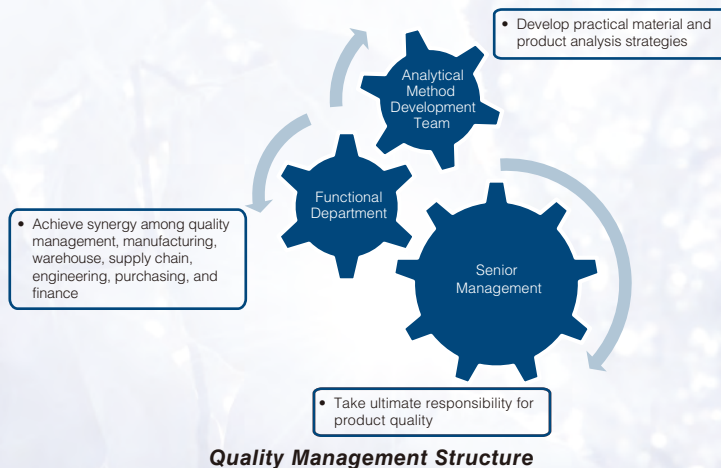 • Develop practical material and
product analysis strategies
Analytical
Method
Development
Team
Functional
Department
• Achieve synergy among quality
management, manufacturing,
warehouse, supply chain,
engineering, purchasing, and
finance
Senior
Management
• Take ultimate responsibility for
product quality
Quality Management Structure